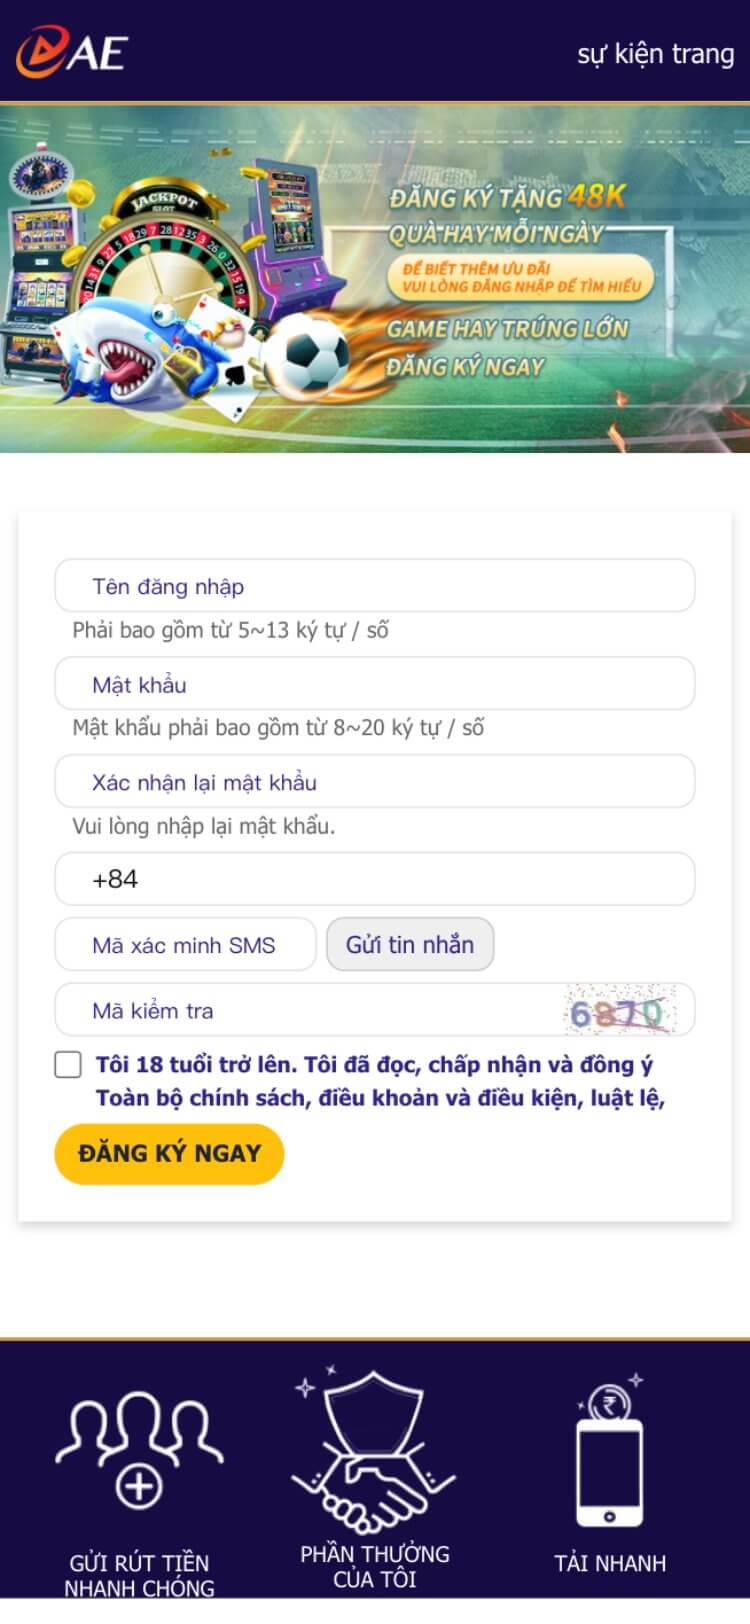 AE
sự kiện trang
JACKPOT
SLOT
ĐĂNG KÝ TẶNG 48K
QUÀ HAY MỖI NGÀY
ĐỂ BIẾT THÊM ƯU ĐÃI
VUI LÒNG ĐĂNG NHẬP ĐỂ TÌM HIỂU
GAME HAY TRÚNG LỚN
ĐĂNG KÝ NGAY
Tên đăng nhập
Phải bao gồm từ 5~13 ký tự / số
Mật khẩu
Mật khẩu phải bao gồm từ 8~20 ký tự / số
Xác nhận lại mật khẩu
Vui lòng nhập lại mật khẩu.
+84
Mã xác minh SMS
Gửi tin nhắn
Mã kiểm tra
6870
Tôi 18 tuổi trở lên. Tôi đã đọc, chấp nhận và đồng ý
Toàn bộ chính sách, điều khoản và điều kiện, luật lệ,
ĐĂNG KÝ NGAY
GỬI RÚT TIỀN
NHANH CHÓNG
PHẦN THƯỞNG
CỦA TÔI
TẢI NHANH